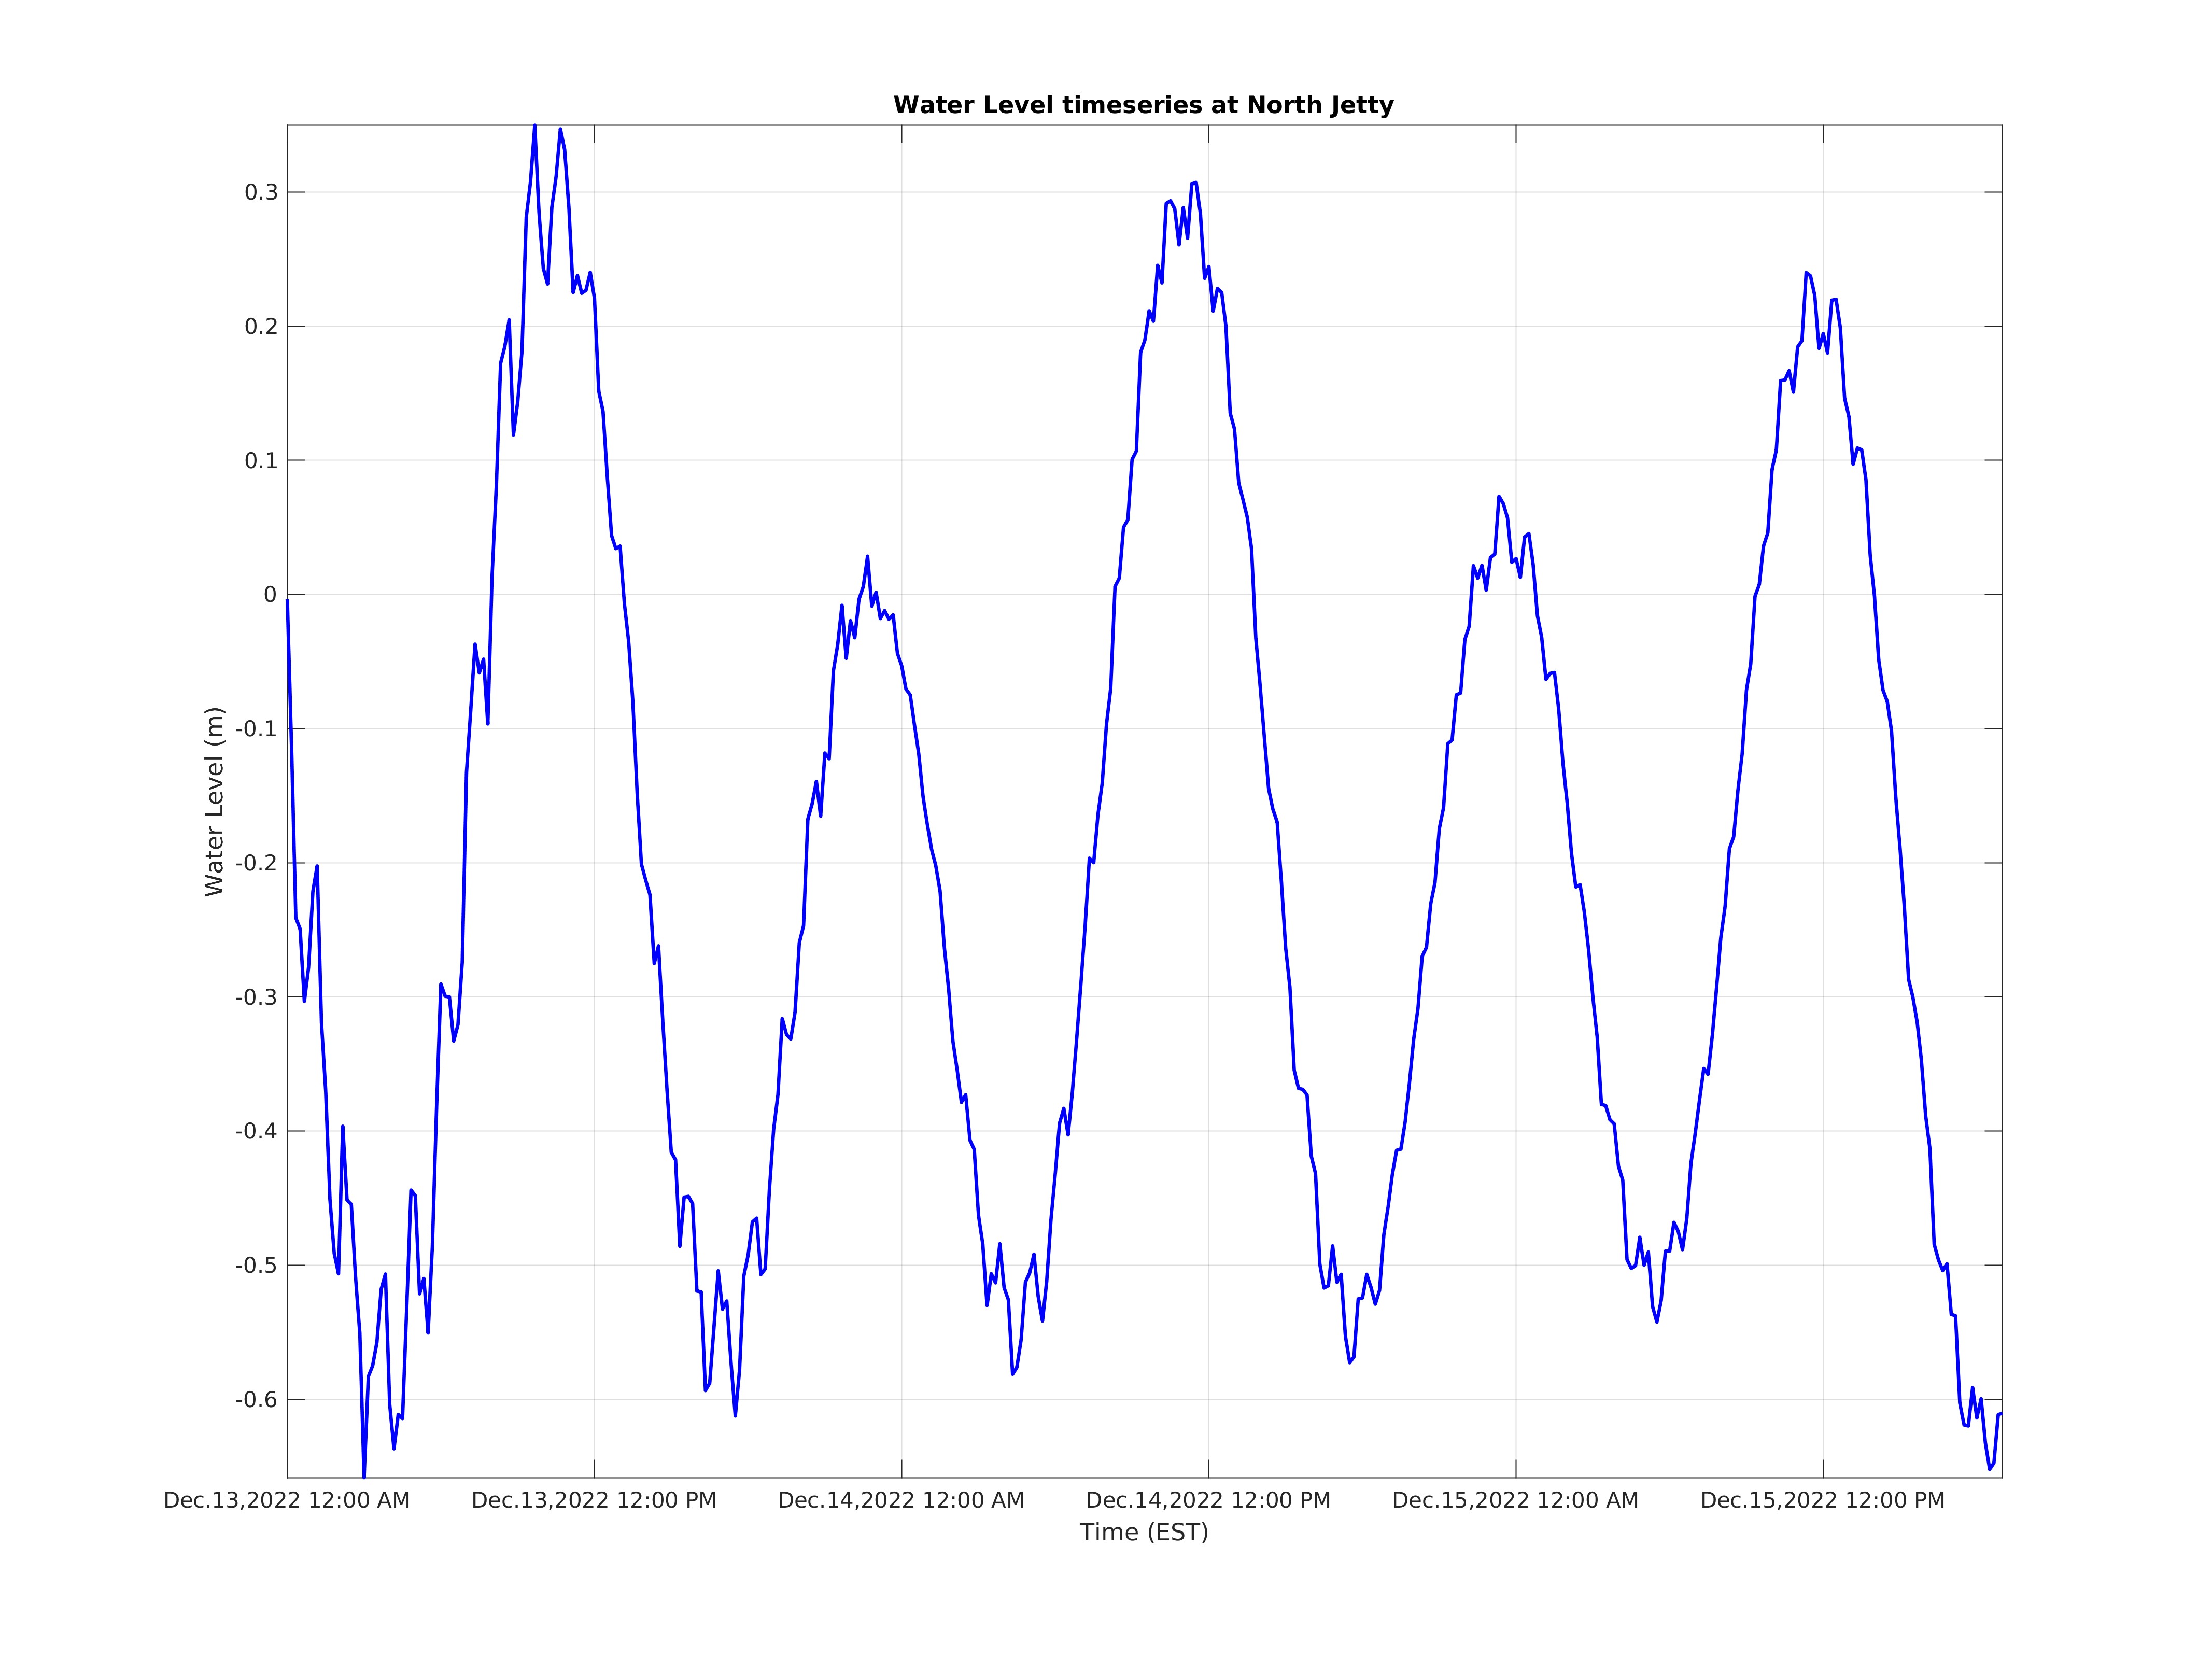 Water Level timeseries at North Jetty
0.3
0.2
0.1
0
-0.1
-0.2
-0.3
-0.4
-0.5
-0.6
Water Level (m)
Dec.13,2022 12:00 AM Dec.13,2022 12:00 PM Dec.14,2022 12:00 AM Dec.14,2022 12:00 PM Dec.15,2022 12:00 AM Dec.15,2022 12:00 PM
Time (EST)